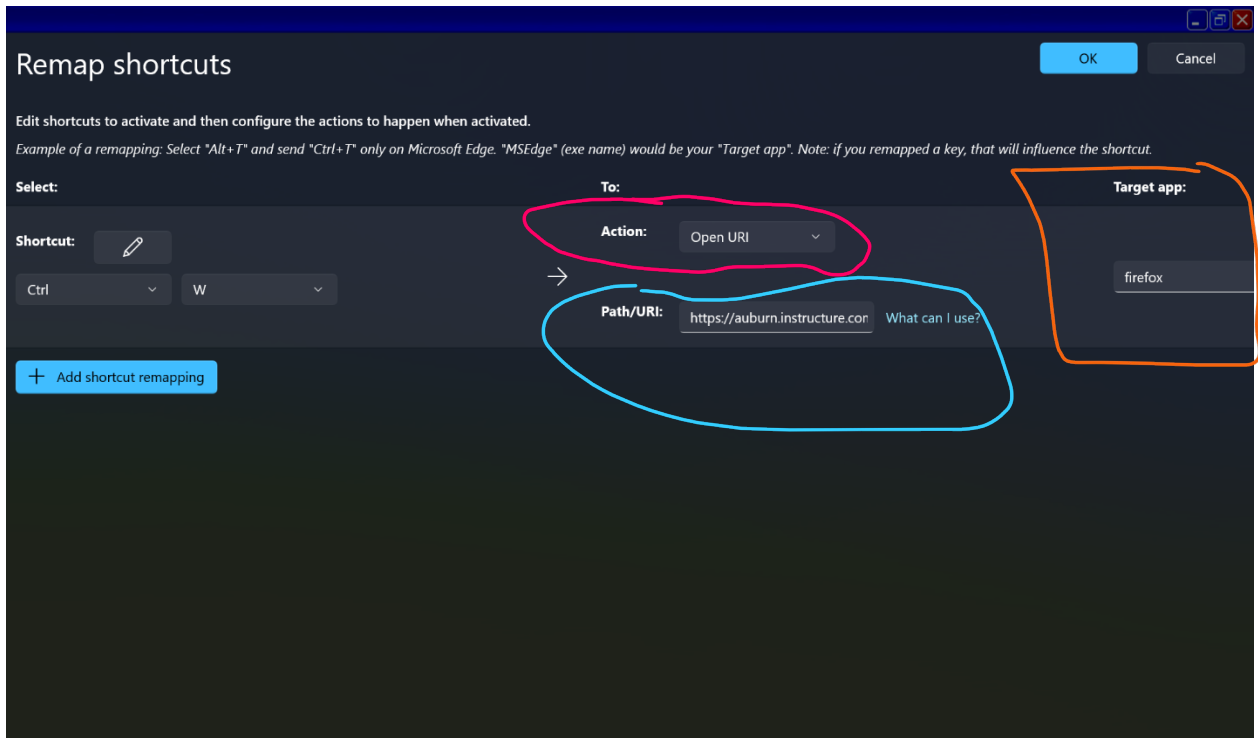 Remap shortcuts
OK
Cancel
Edit shortcuts to activate and then configure the actions to happen when activated.
Example of a remapping: Select "Alt+T" and send "Ctrl+T" only on Microsoft Edge. "MSEdge" (exe name) would be your "Target app". Note: if you remapped a key, that will influence the shortcut.
Select:
To:
Target app:
Shortcut:
Action:
Open URI
Ctrl
W
firefox
Path/URI:
https://auburn.instructure.com
What can I use?
+ Add shortcut remapping